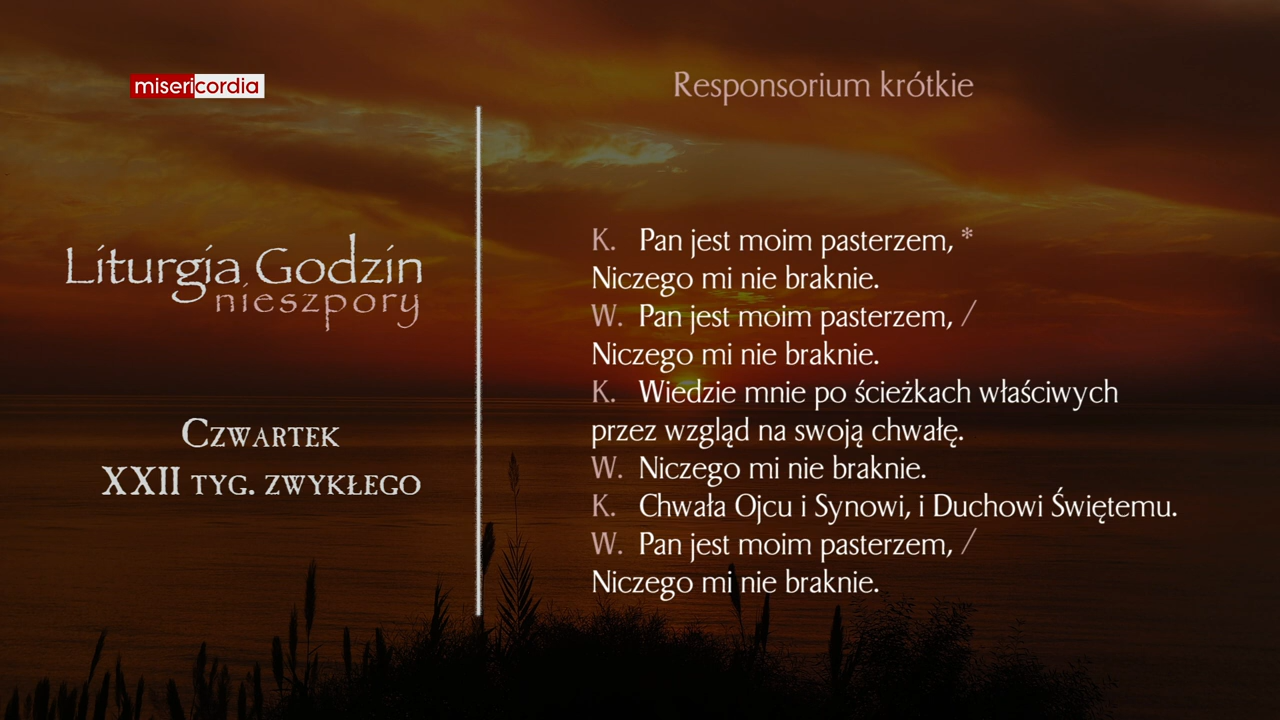 misericordia
Liturgia Godzin
nieszpory
Czwartek
XXII tyg. zwykłego
Responsorium krótkie
K. Pan jest moim pasterzem, *
Niczego mi nie braknie.
W. Pan jest moim pasterzem, /
Niczego mi nie braknie.
K. Wiedzie mnie po ścieżkach właściwych
przez wzgląd na swoją chwałę.
W. Niczego mi nie braknie.
K. Chwała Ojcu i Synowi, i Duchowi Świętemu.
W. Pan jest moim pasterzem, /
Niczego mi nie braknie.